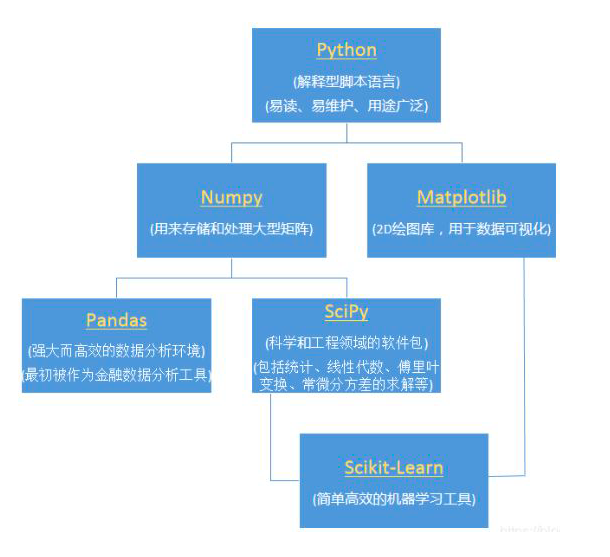 Python
(解释型脚本语言)
(易读、易维护、用途广泛)
Numpy
(用来存储和处理大型矩阵)
Matplotlib
(2D绘图库，用于数据可视化)
Pandas
(强大而高效的数据分析环境)
(最初被作为金融数据分析工具)
SciPy
(科学和工程领域的软件包)
(包括统计、线性代数、傅里叶
变换、常微分方差的求解等)
Scikit-Learn
(简单高效的机器学习工具)